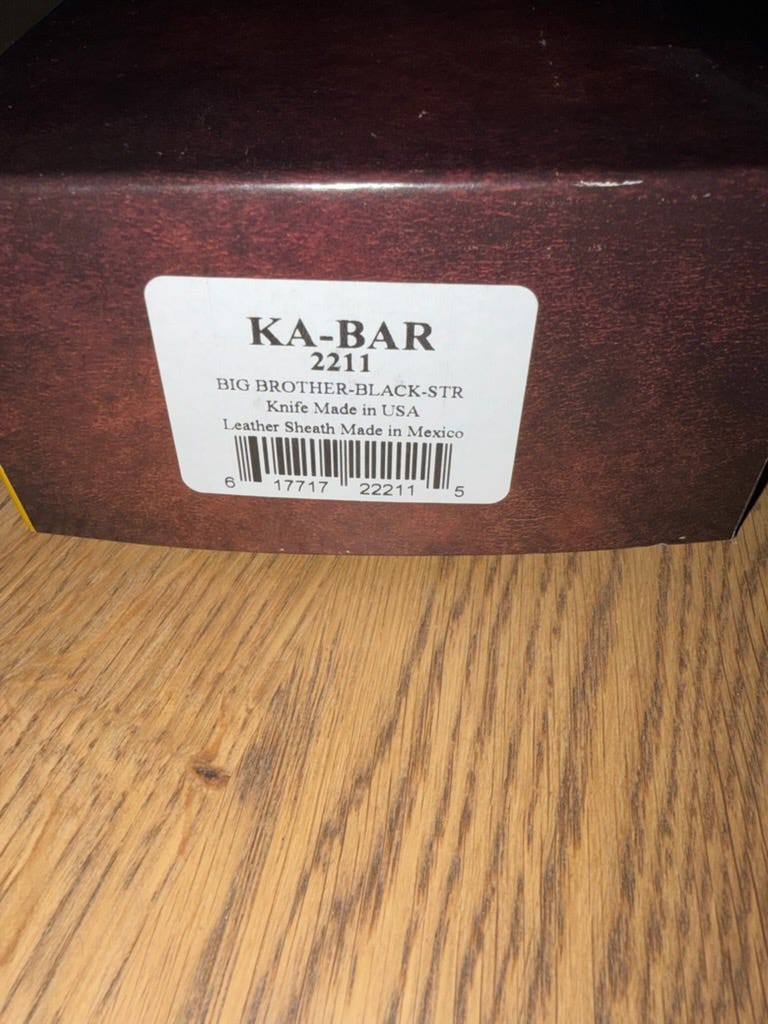 KA-BAR
2211
BIG BROTHER-BLACK-STR
Knife Made in USA
Leather Sheath Made in Mexico
6 17717 22211 5